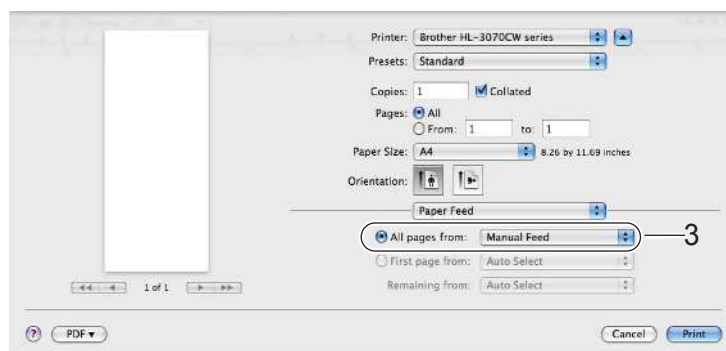 Printer: Brother HL-3070CW series
Presets: Standard
Copies: 1 Collated
Pages: All
From: 1 to: 1
Paper Size: A4 8.26 by 11.69 inches
Orientation:
Paper Feed
All pages from: Manual Feed 3
First page from: Auto Select
Remaining from: Auto Select
1 of 1
? PDF Cancel Print